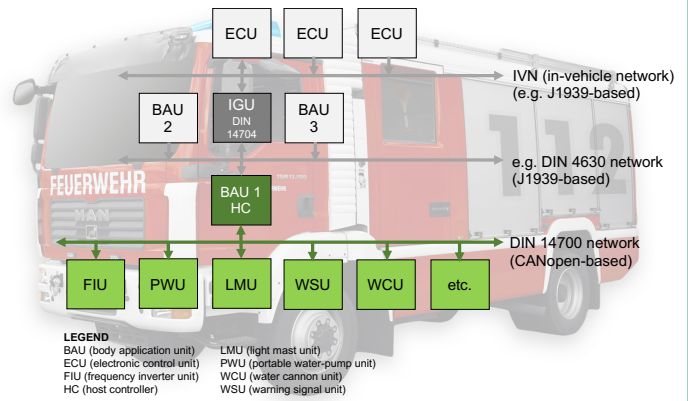 ECU
ECU
ECU
IVN (in-vehicle network)
(e.g. J1939-based)
BAU
2
IGU
DIN
14704
BAU
3
112
e.g. DIN 4630 network
(J1939-based)
FEUERWEHR
BAU 1
HC
MAN
DIN 14700 network
(CANopen-based)
FIU
PWU
LMU
WSU
WCU
etc.
LEGEND
BAU (body application unit)
ECU (electronic control unit)
FIU (frequency inverter unit)
HC (host controller)
LMU (light mast unit)
PWU (portable water-pump unit)
WCU (water cannon unit)
WSU (warning signal unit)